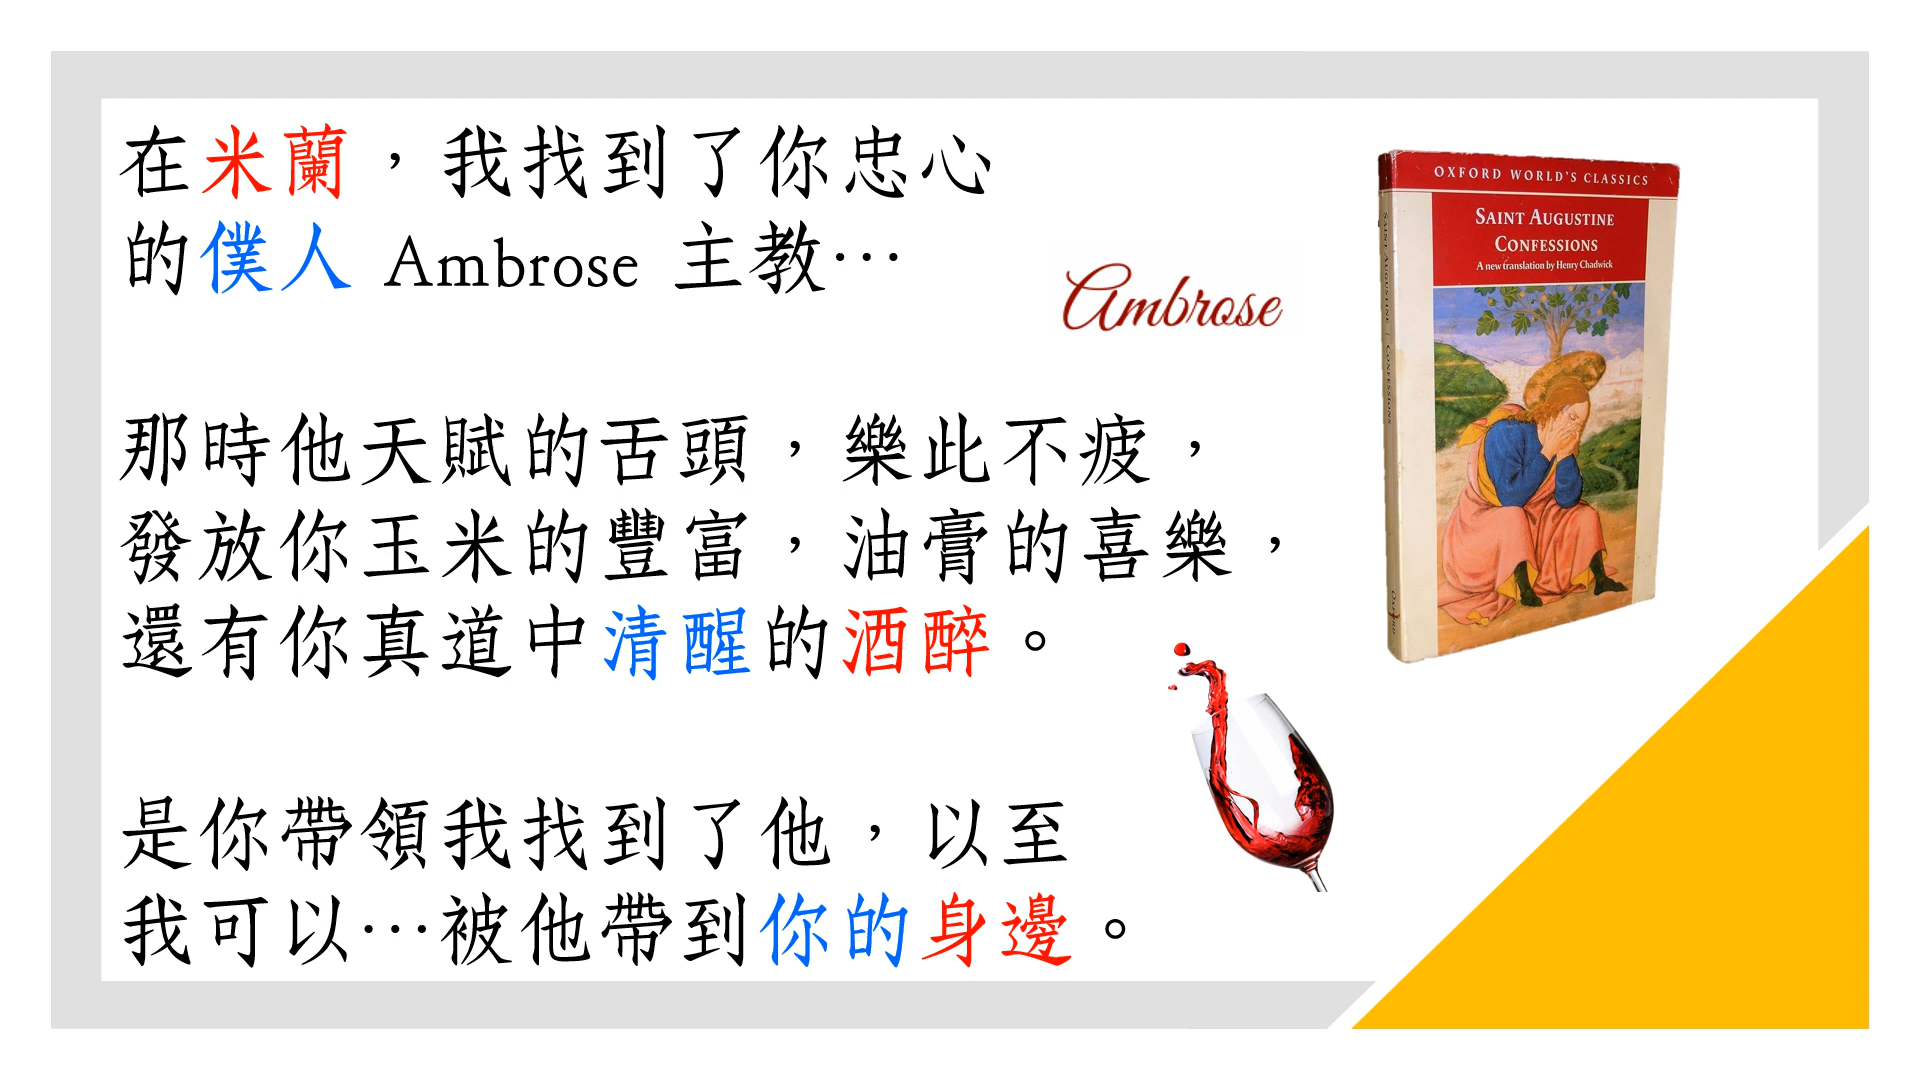 在米蘭，我找到了你忠心
的僕人 Ambrose 主教…
Ambrose
那時他天賦的舌頭，樂此不疲，
發放你玉米的豐富，油膏的喜樂，
還有你真道中清醒的酒醉。
是你帶領我找到了他，以至
我可以…被他帶到你的身邊。
OXFORD WORLD'S CLASSICS
SAINT AUGUSTINE
CONFESSIONS
A new translation by Henry Chadwick
SAINT AUGUSTINE | CONFESSIONS
OXFORD